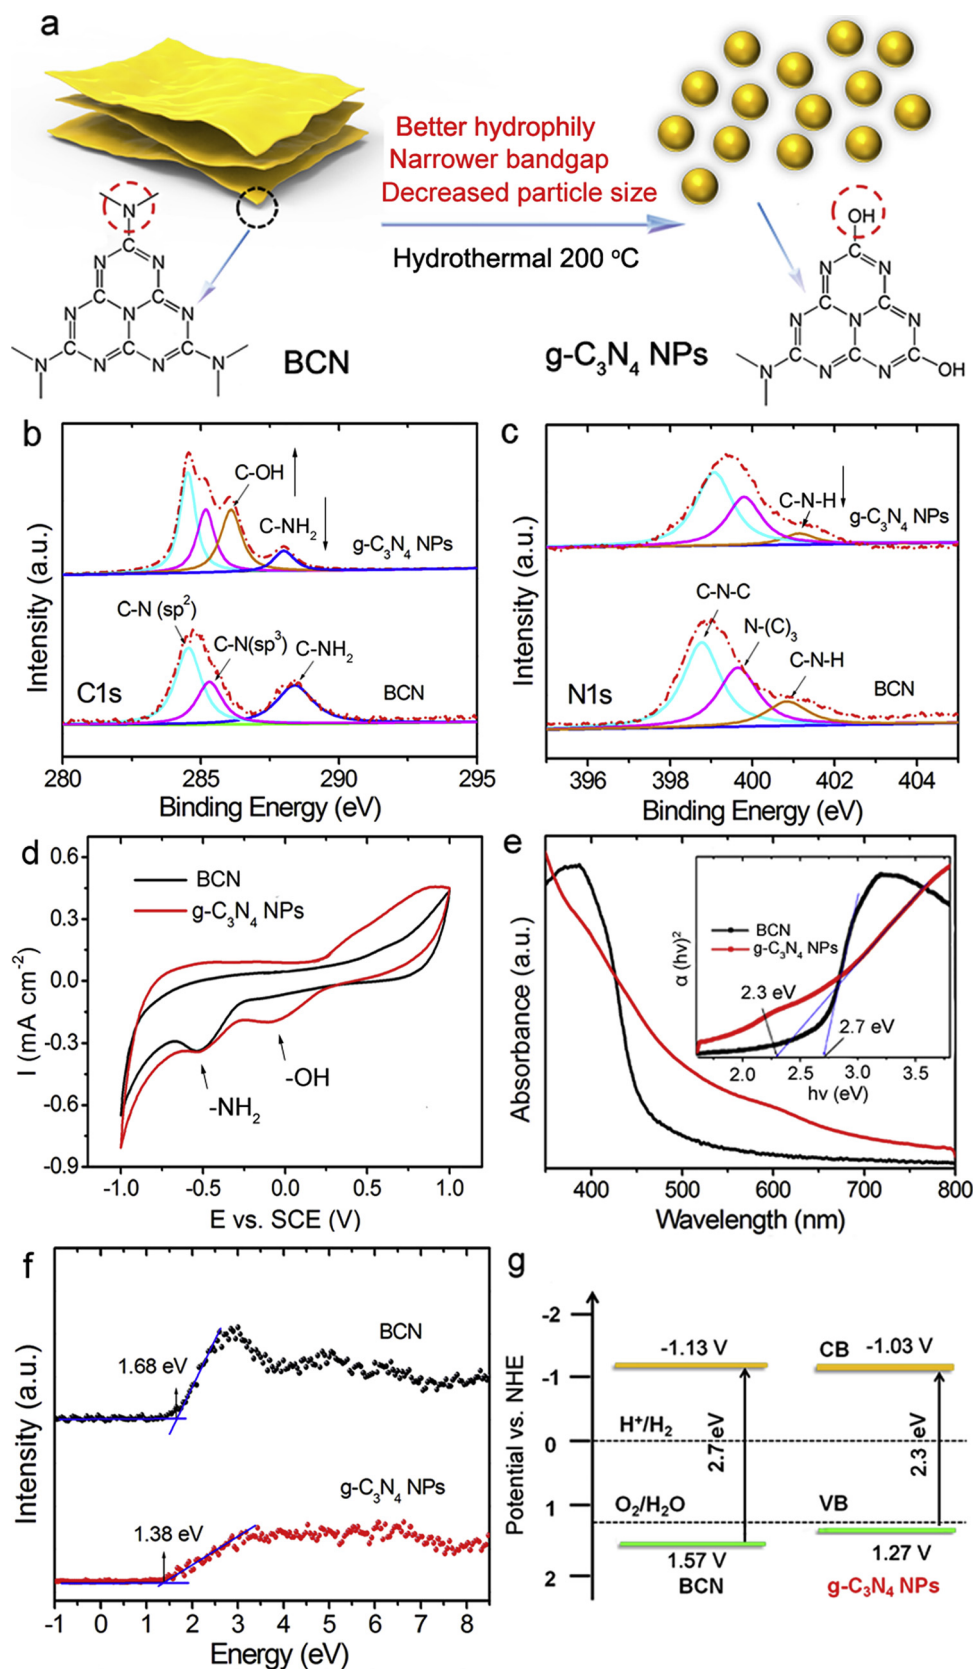 a
Better hydrophily
Narrower bandgap
Decreased particle size
Hydrothermal 200 °C
N
C
N N
N C C N
N N N
C C C
N N N N
BCN
OH
C
N N
C C
N N N
C C C
N N N OH
g-C₃N₄ NPs
b
C-OH
C-NH₂
g-C₃N₄ NPs
C-N (sp²)
C-N(sp³)
C-NH₂
C1s
BCN
Intensity (a.u.)
280 285 290 295
Binding Energy (eV)
c
C-N-H
g-C₃N₄ NPs
C-N-C
N-(C)₃
C-N-H
N1s
BCN
Intensity (a.u.)
396 398 400 402 404
Binding Energy (eV)
d
BCN
g-C₃N₄ NPs
0.6
0.3
0.0
-0.3
-0.6
-0.9
I (mA cm⁻²)
-NH₂
-OH
-1.0 -0.5 0.0 0.5 1.0
E vs. SCE (V)
e
Absorbance (a.u.)
BCN
g-C₃N₄ NPs
α (hν)²
2.3 eV
2.7 eV
2.0 2.5 3.0 3.5
hν (eV)
400 500 600 700 800
Wavelength (nm)
f
BCN
1.68 eV
g-C₃N₄ NPs
1.38 eV
Intensity (a.u.)
-1 0 1 2 3 4 5 6 7 8
Energy (eV)
g
Potential vs. NHE
-2
-1
0
1
2
-1.13 V
CB -1.03 V
H⁺/H₂
2.7 eV
2.3 eV
O₂/H₂O
VB
1.57 V
1.27 V
BCN
g-C₃N₄ NPs